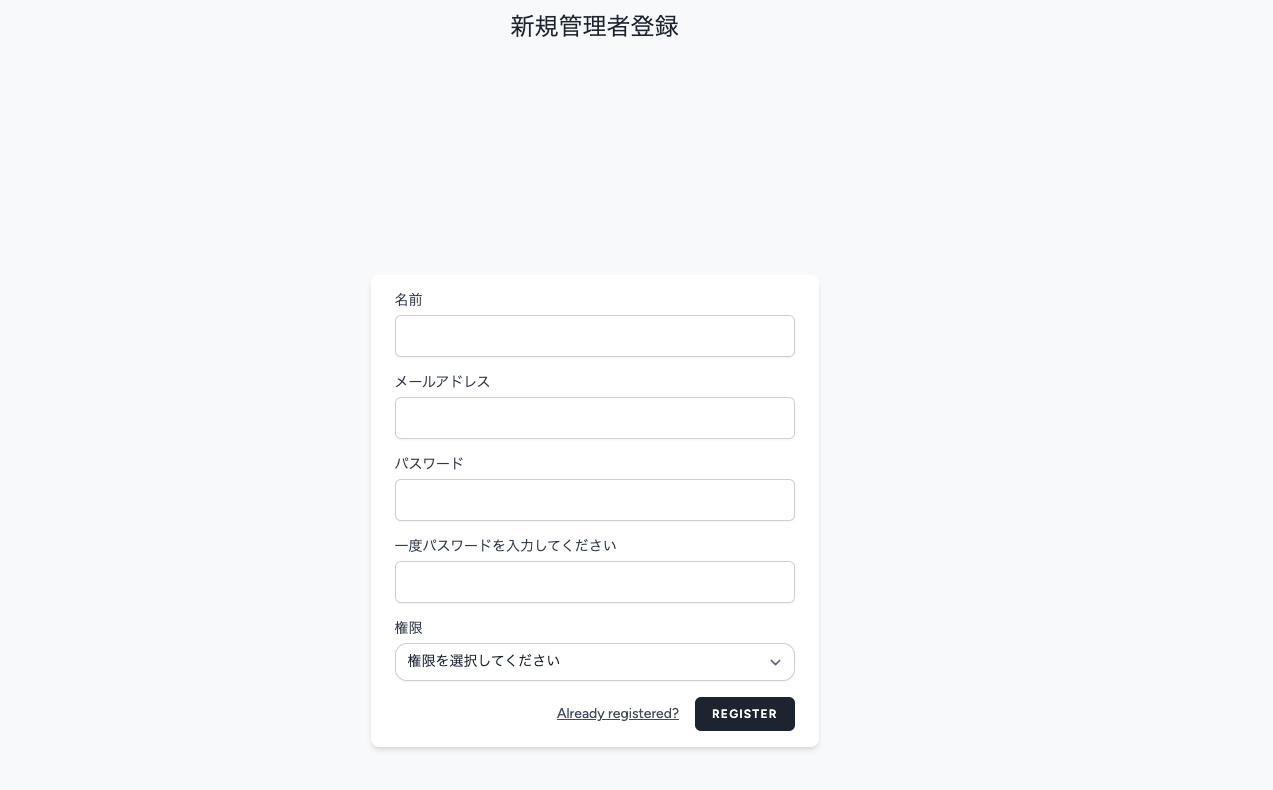 新規管理者登録
名前
メールアドレス
パスワード
一度パスワードを入力してください
権限
権限を選択してください
Already registered?
REGISTER